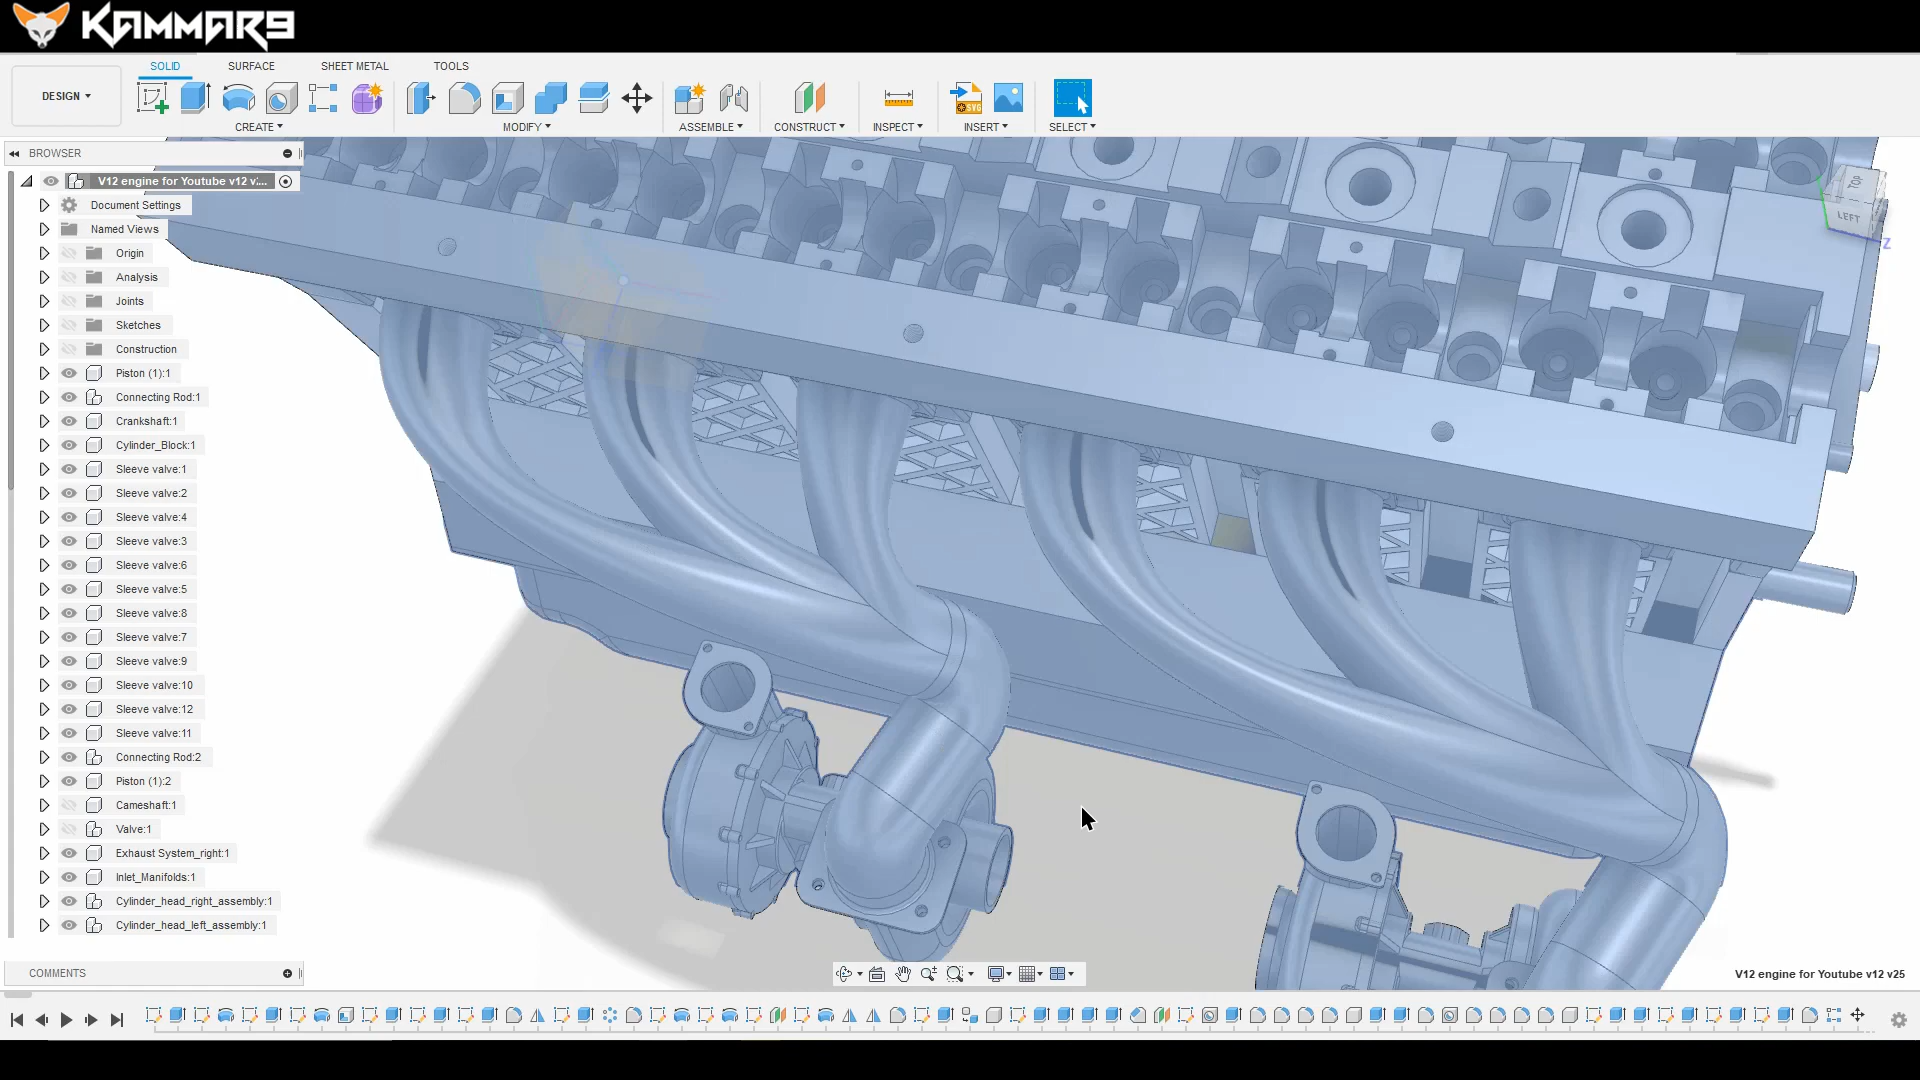 KAMMAR9
DESIGN
SOLID SURFACE SHEET METAL TOOLS
CREATE MODIFY ASSEMBLE CONSTRUCT INSPECT INSERT SELECT
BROWSER
V12 engine for Youtube v12 v:...
Document Settings
Named Views
Origin
Analysis
Joints
Sketches
Construction
Piston (1):1
Connecting Rod:1
Crankshaft:1
Cylinder_Block:1
Sleeve valve:1
Sleeve valve:2
Sleeve valve:4
Sleeve valve:3
Sleeve valve:6
Sleeve valve:5
Sleeve valve:8
Sleeve valve:7
Sleeve valve:9
Sleeve valve:10
Sleeve valve:12
Sleeve valve:11
Connecting Rod:2
Piston (1):2
Cameshaft:1
Valve:1
Exhaust System_right:1
Inlet_Manifolds:1
Cylinder_head_right_assembly:1
Cylinder_head_left_assembly:1
TOP
LEFT
Z
SVG
COMMENTS
V12 engine for Youtube v12 v25